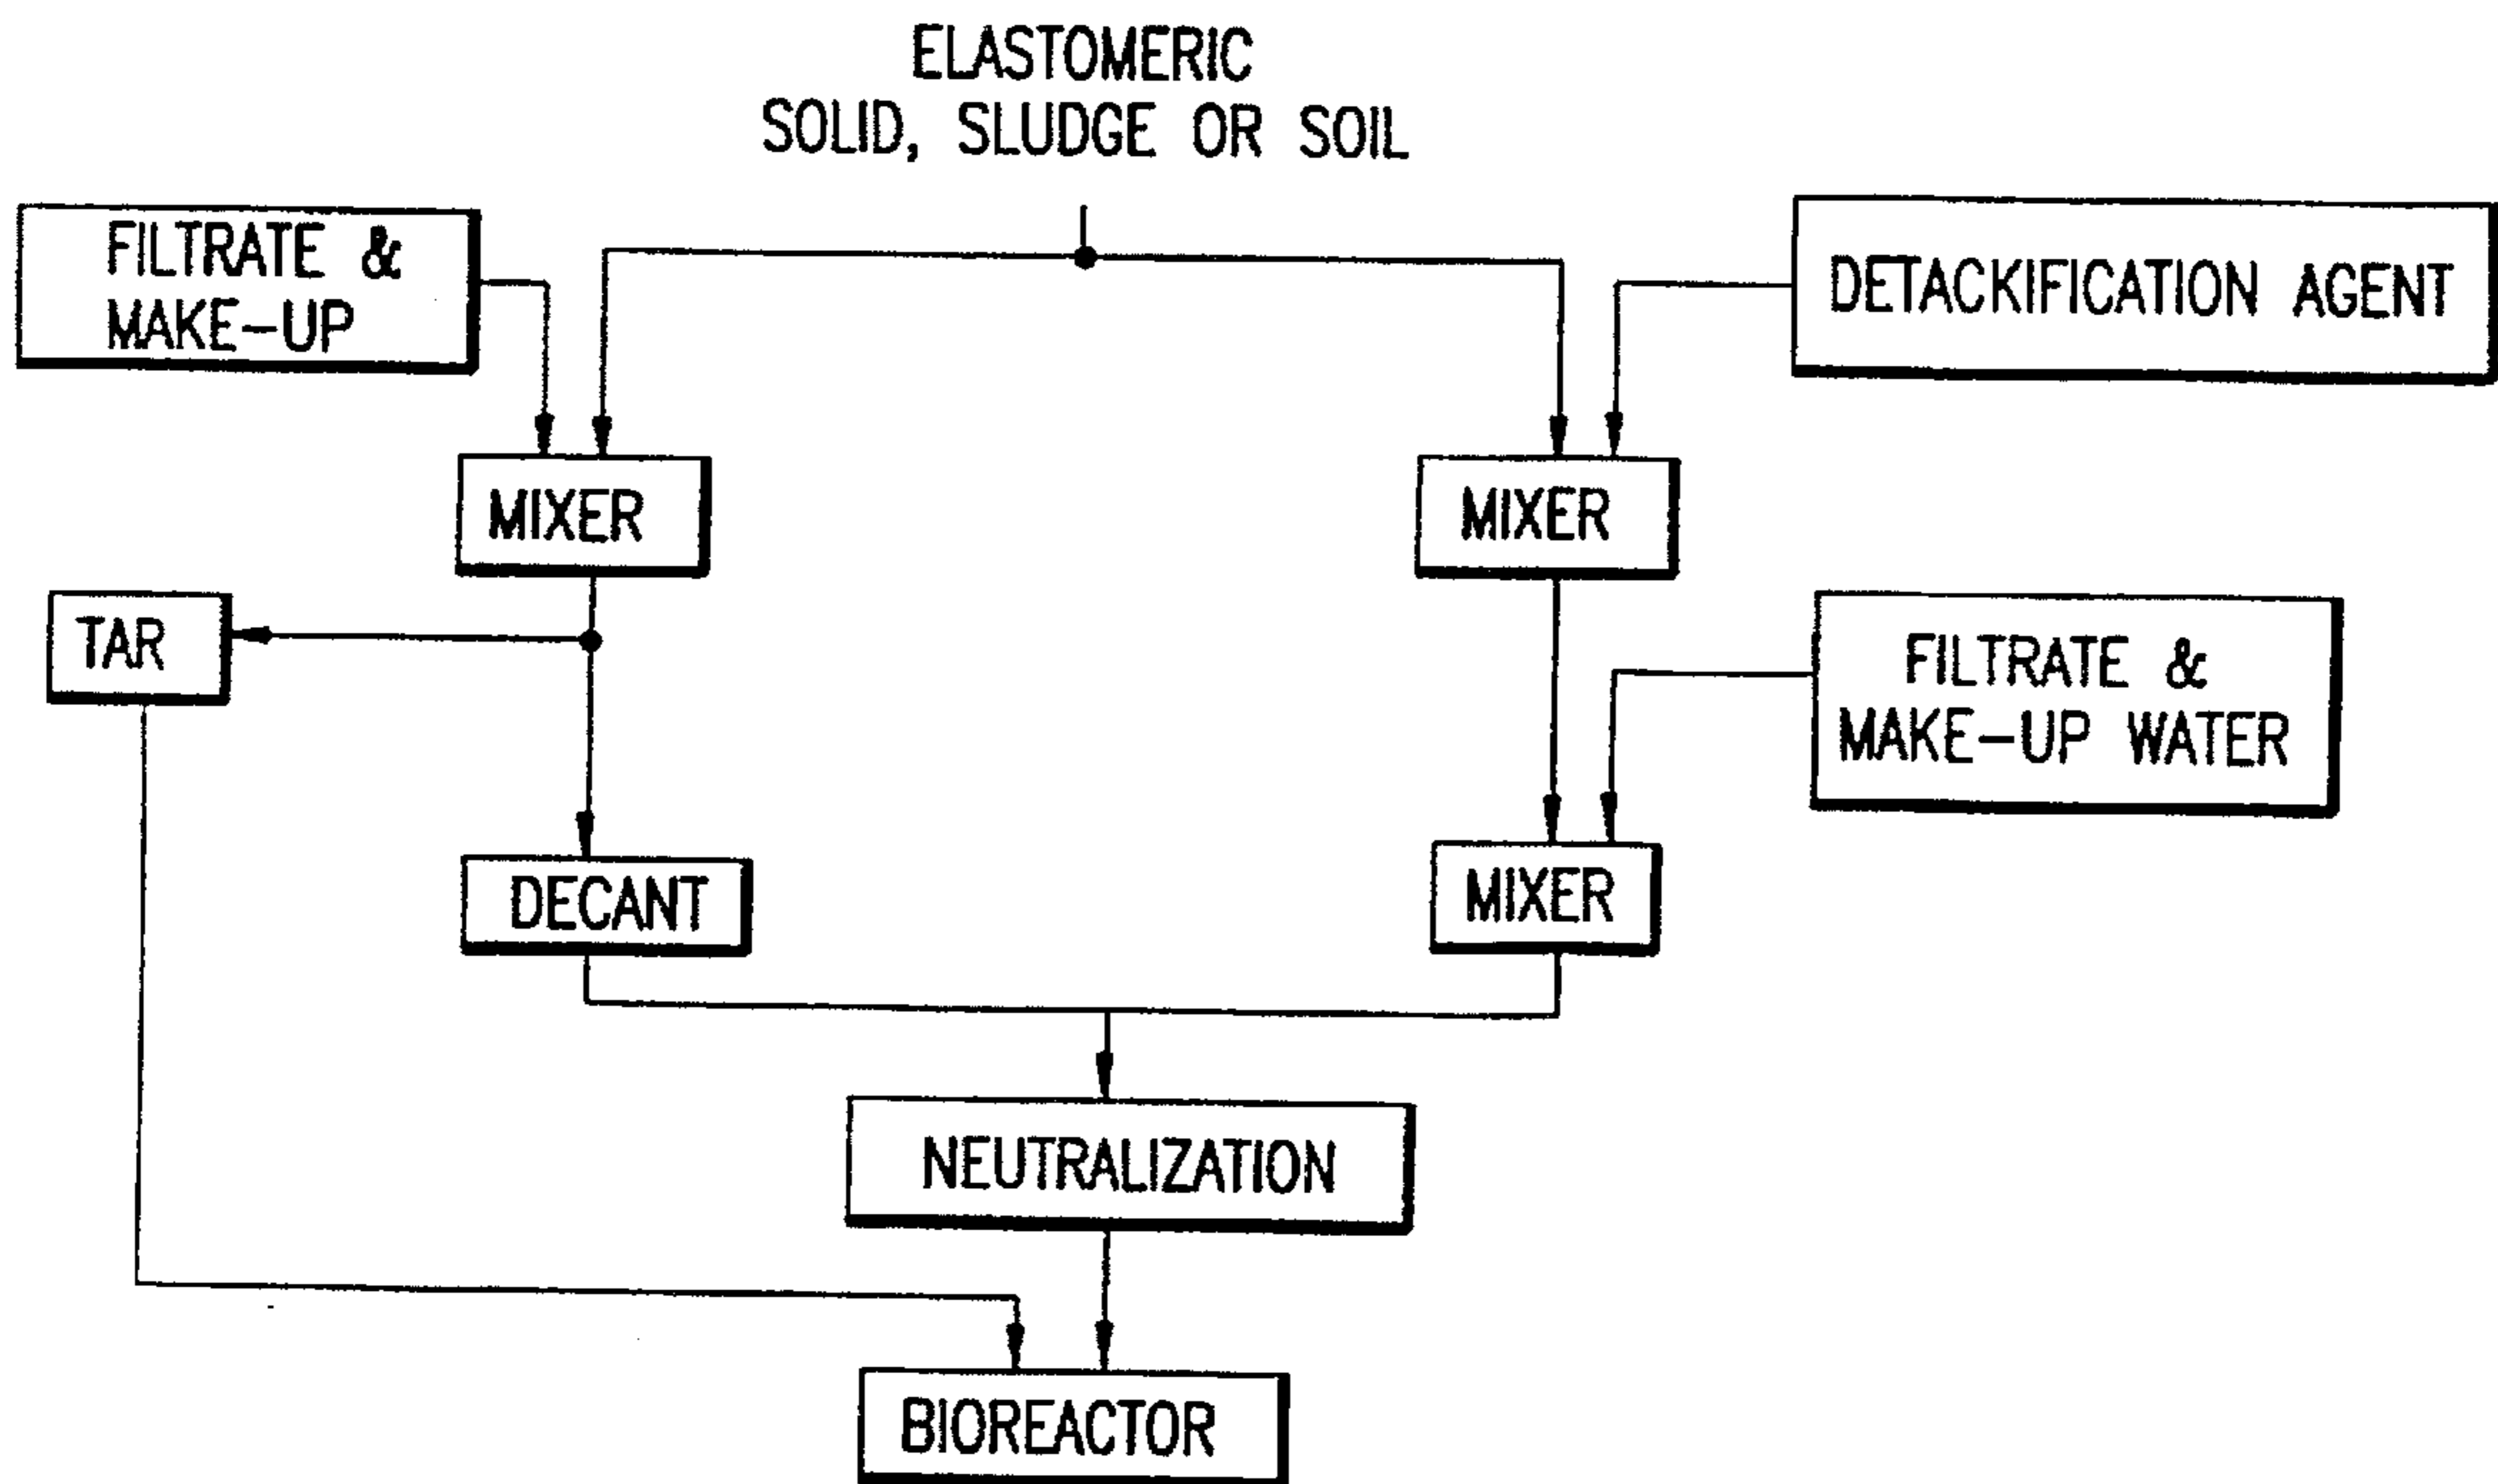 ELASTOMERIC
SOLID, SLUDGE OR SOIL
FILTRATE &
MAKE-UP
DETACKIFICATION AGENT
MIXER
MIXER
TAR
FILTRATE &
MAKE-UP WATER
DECANT
MIXER
NEUTRALIZATION
BIOREACTOR